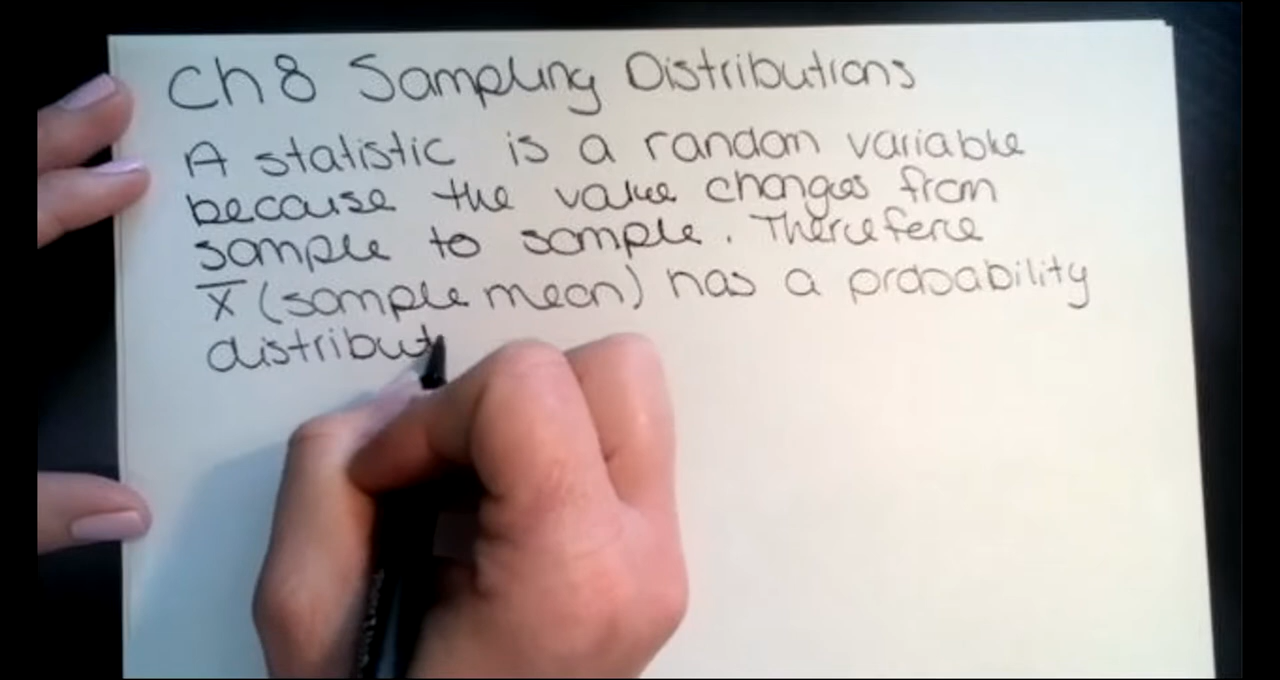 Ch 8 Sampling Distributions
A statistic is a random variable
because the value changes from
sample to sample. Therefore
x̄ (sample mean) has a probability
distribut